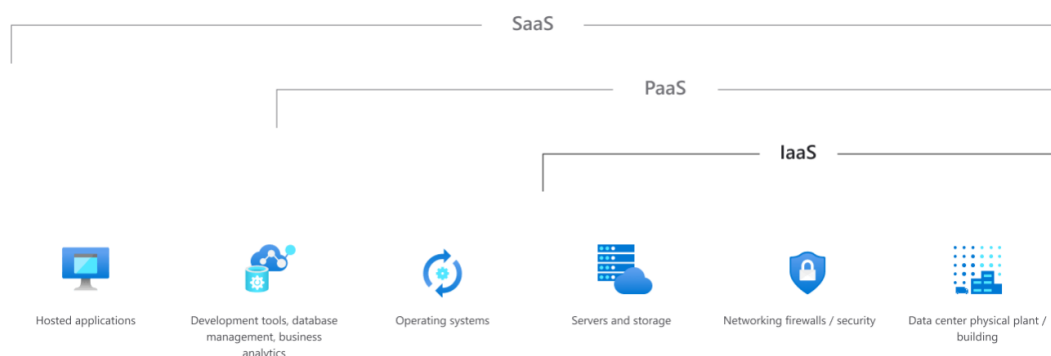 SaaS
PaaS
IaaS
Hosted applications
Development tools, database
management, business
analytics
Operating systems
Servers and storage
Networking firewalls / security
Data center physical plant /
building